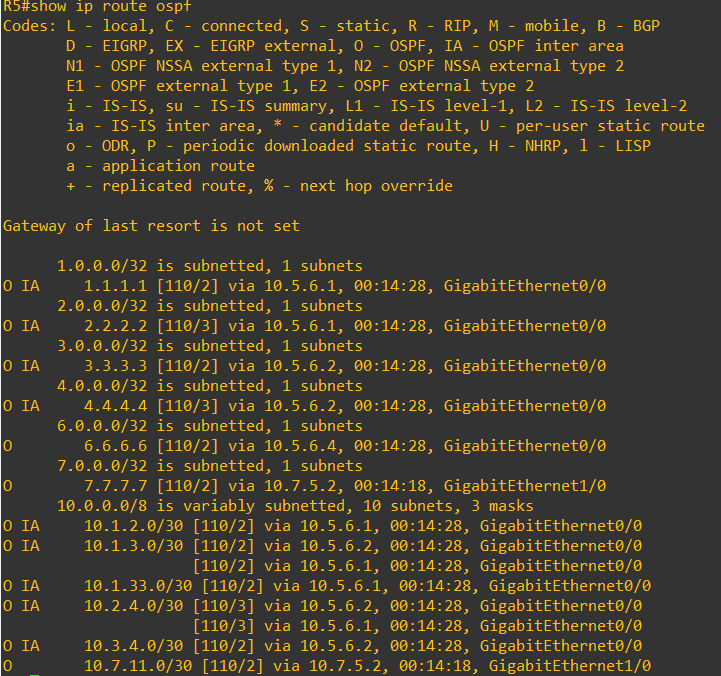 R5#show ip route ospf
Codes: L - local, C - connected, S - static, R - RIP, M - mobile, B - BGP
       D - EIGRP, EX - EIGRP external, O - OSPF, IA - OSPF inter area
       N1 - OSPF NSSA external type 1, N2 - OSPF NSSA external type 2
       E1 - OSPF external type 1, E2 - OSPF external type 2
       i - IS-IS, su - IS-IS summary, L1 - IS-IS level-1, L2 - IS-IS level-2
       ia - IS-IS inter area, * - candidate default, U - per-user static route
       o - ODR, P - periodic downloaded static route, H - NHRP, l - LISP
       a - application route
       + - replicated route, % - next hop override

Gateway of last resort is not set

      1.0.0.0/32 is subnetted, 1 subnets
O IA     1.1.1.1 [110/2] via 10.5.6.1, 00:14:28, GigabitEthernet0/0
      2.0.0.0/32 is subnetted, 1 subnets
O IA     2.2.2.2 [110/3] via 10.5.6.1, 00:14:28, GigabitEthernet0/0
      3.0.0.0/32 is subnetted, 1 subnets
O IA     3.3.3.3 [110/2] via 10.5.6.2, 00:14:28, GigabitEthernet0/0
      4.0.0.0/32 is subnetted, 1 subnets
O IA     4.4.4.4 [110/3] via 10.5.6.2, 00:14:28, GigabitEthernet0/0
      6.0.0.0/32 is subnetted, 1 subnets
O        6.6.6.6 [110/2] via 10.5.6.4, 00:14:28, GigabitEthernet0/0
      7.0.0.0/32 is subnetted, 1 subnets
O        7.7.7.7 [110/2] via 10.7.5.2, 00:14:18, GigabitEthernet1/0
      10.0.0.0/8 is variably subnetted, 10 subnets, 3 masks
O IA     10.1.2.0/30 [110/2] via 10.5.6.1, 00:14:28, GigabitEthernet0/0
O IA     10.1.3.0/30 [110/2] via 10.5.6.2, 00:14:28, GigabitEthernet0/0
                     [110/2] via 10.5.6.1, 00:14:28, GigabitEthernet0/0
O IA     10.1.33.0/30 [110/2] via 10.5.6.1, 00:14:28, GigabitEthernet0/0
O IA     10.2.4.0/30 [110/3] via 10.5.6.2, 00:14:28, GigabitEthernet0/0
                     [110/3] via 10.5.6.1, 00:14:28, GigabitEthernet0/0
O IA     10.3.4.0/30 [110/2] via 10.5.6.2, 00:14:28, GigabitEthernet0/0
O        10.7.11.0/30 [110/2] via 10.7.5.2, 00:14:18, GigabitEthernet1/0